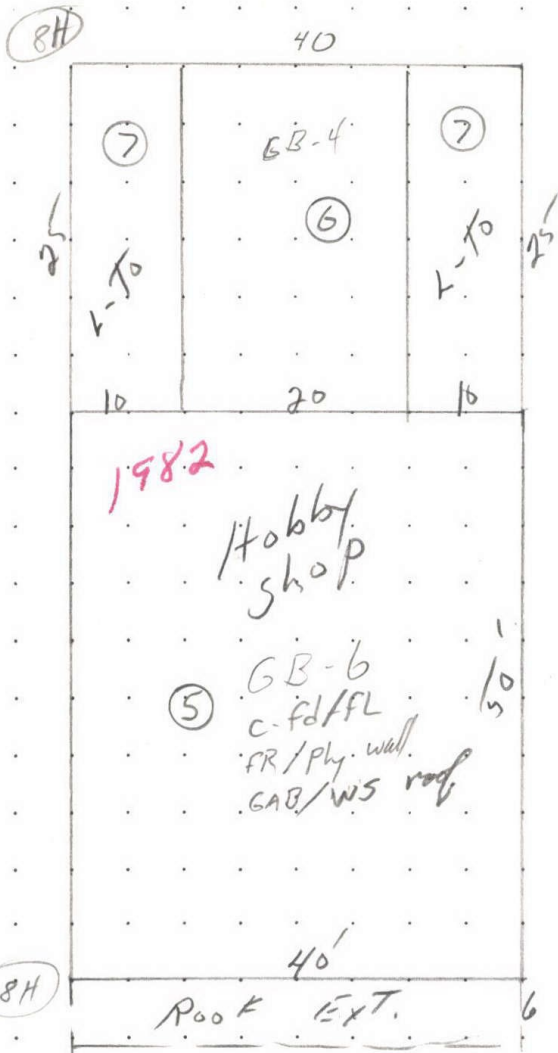 8H
40
7
GB-4
7
6
25'
L-To
L-To
25'
10
20
10
1982
Hobby
shop
5
GB-6
c-fd/fL
FR/Ply. wall
GAB/WS roof
50'
40'
8H
Roof EXT.
6